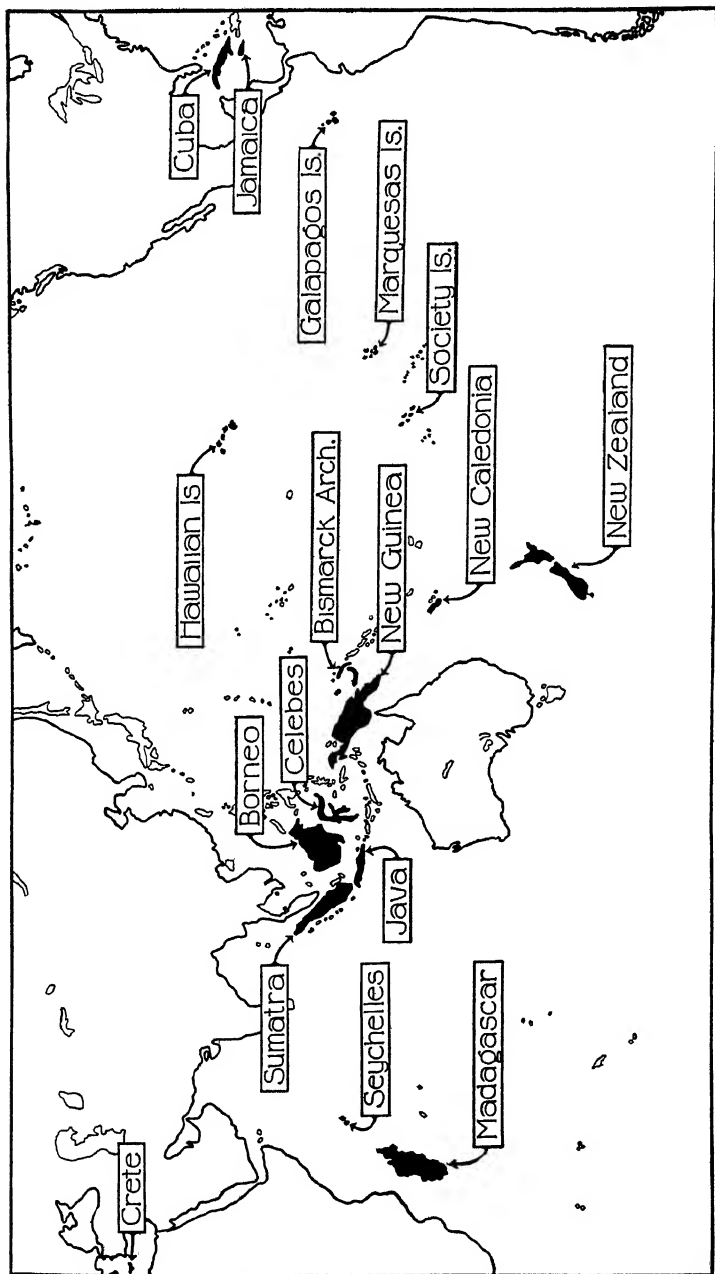 Crete
Cuba
Jamaica
Hawaiian Is
Borneo
Celebes
Bismarck Arch.
Galapagos Is.
Sumatra
Seychelles
Java
New Guinea
Marquesas Is.
Society Is.
Madagascar
New Caledonia
New Zealand